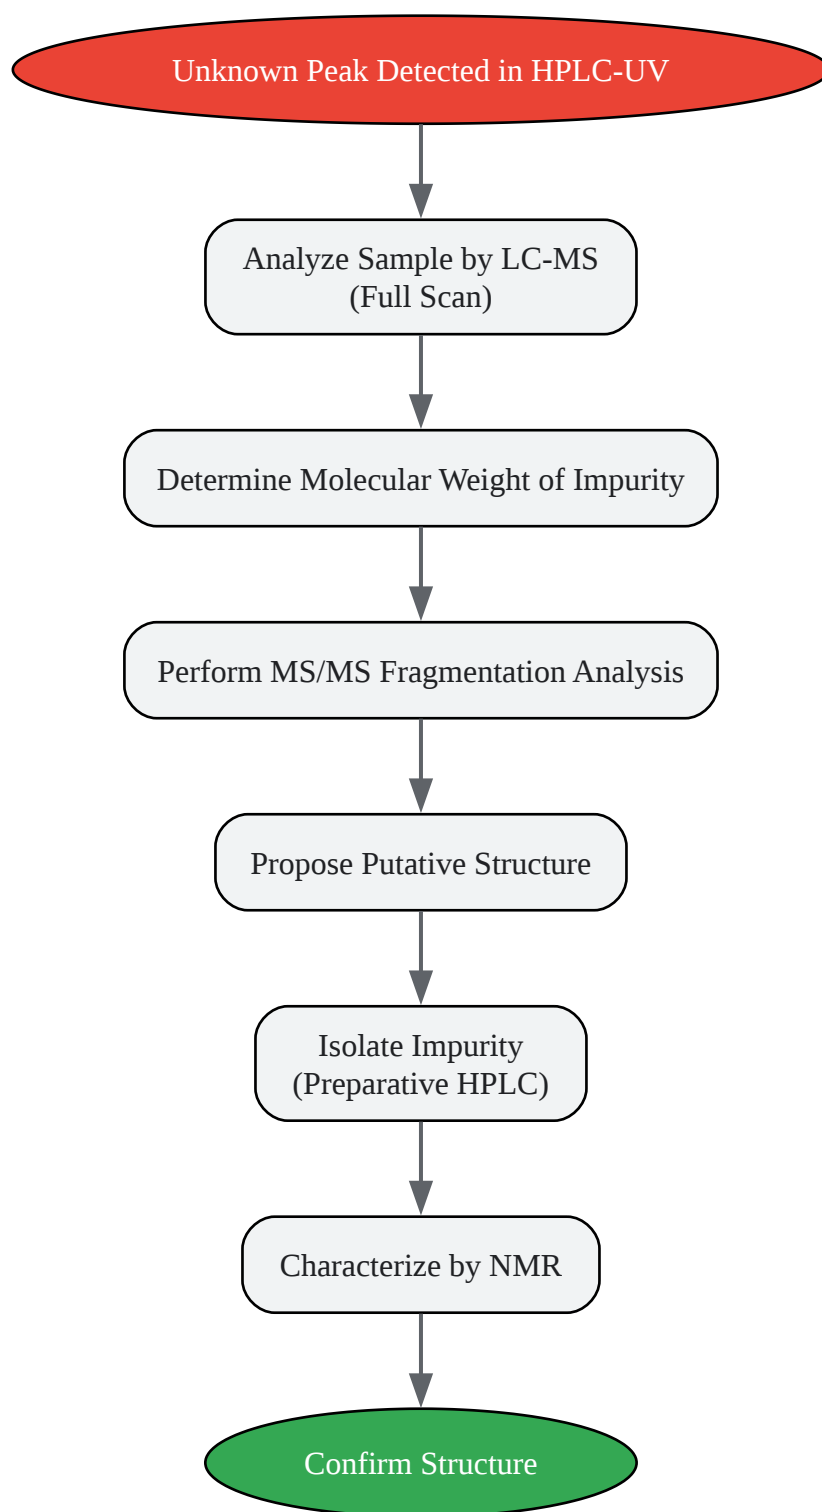 Unknown Peak Detected in HPLC-UV
Analyze Sample by LC-MS
(Full Scan)
Determine Molecular Weight of Impurity
Perform MS/MS Fragmentation Analysis
Propose Putative Structure
Isolate Impurity
(Preparative HPLC)
Characterize by NMR
Confirm Structure